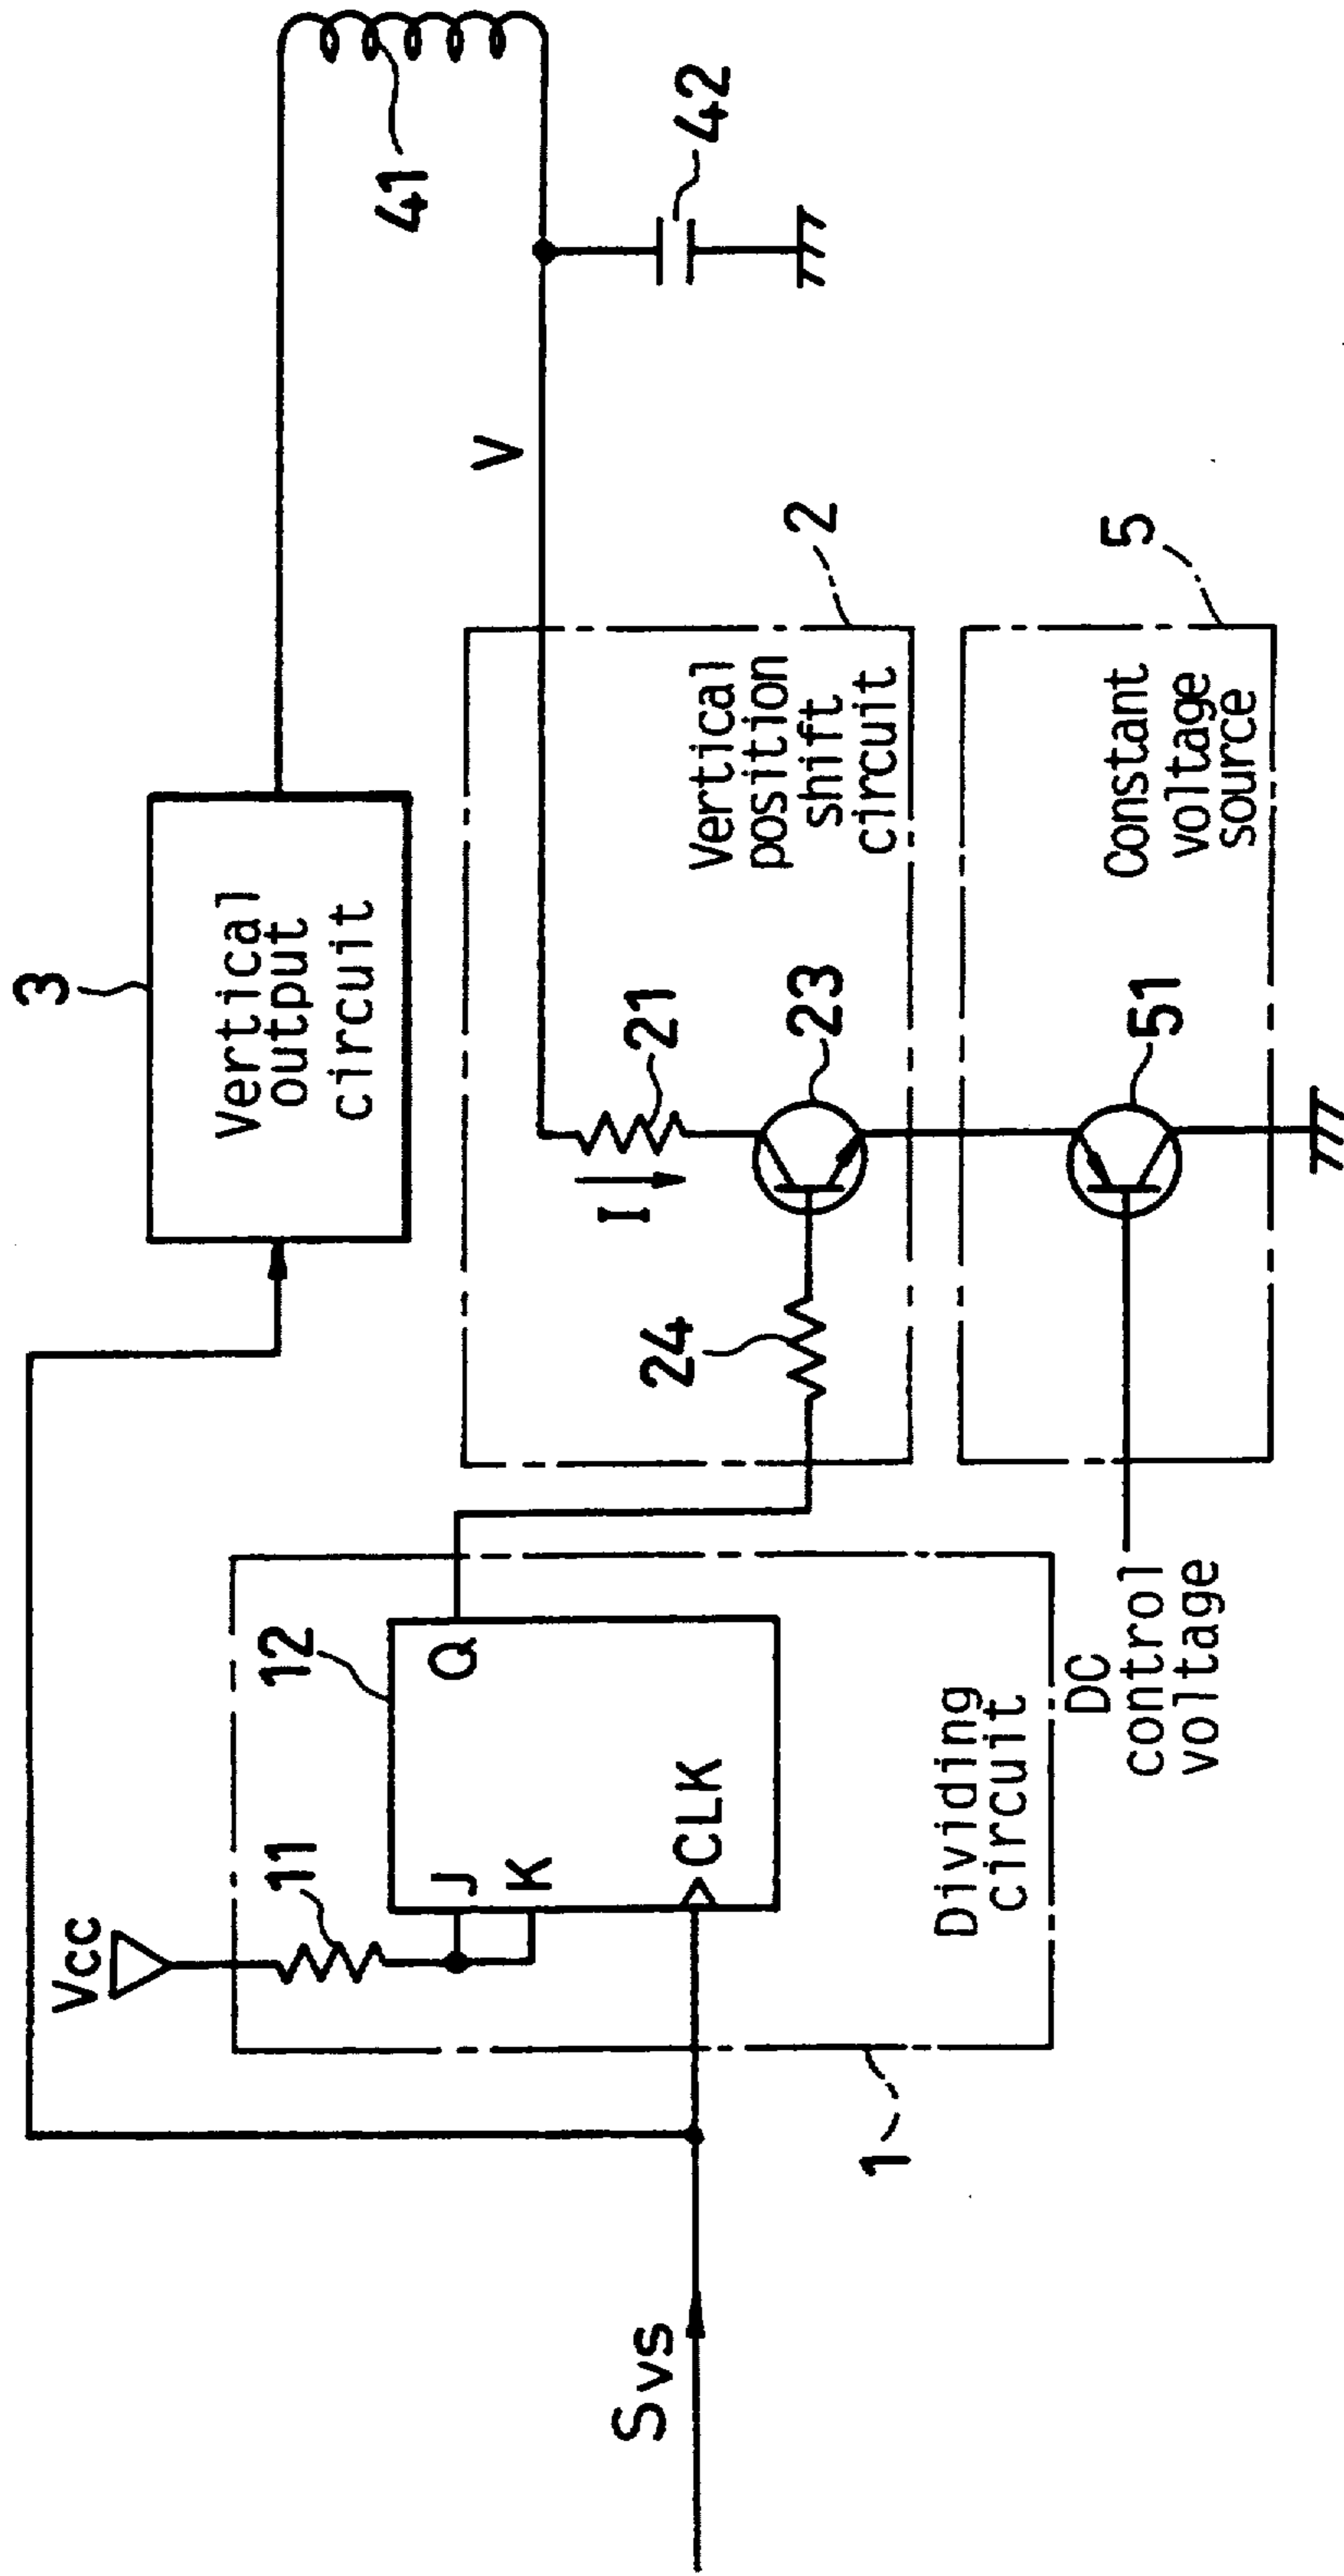 3
Vertical
output
circuit
41
42
V
2
Vertical
position
shift
circuit
21
I
23
24
5
Constant
voltage
source
51
DC
control
voltage
Vcc
11
12
J
K
Q
CLK
Dividing
circuit
1
Svs